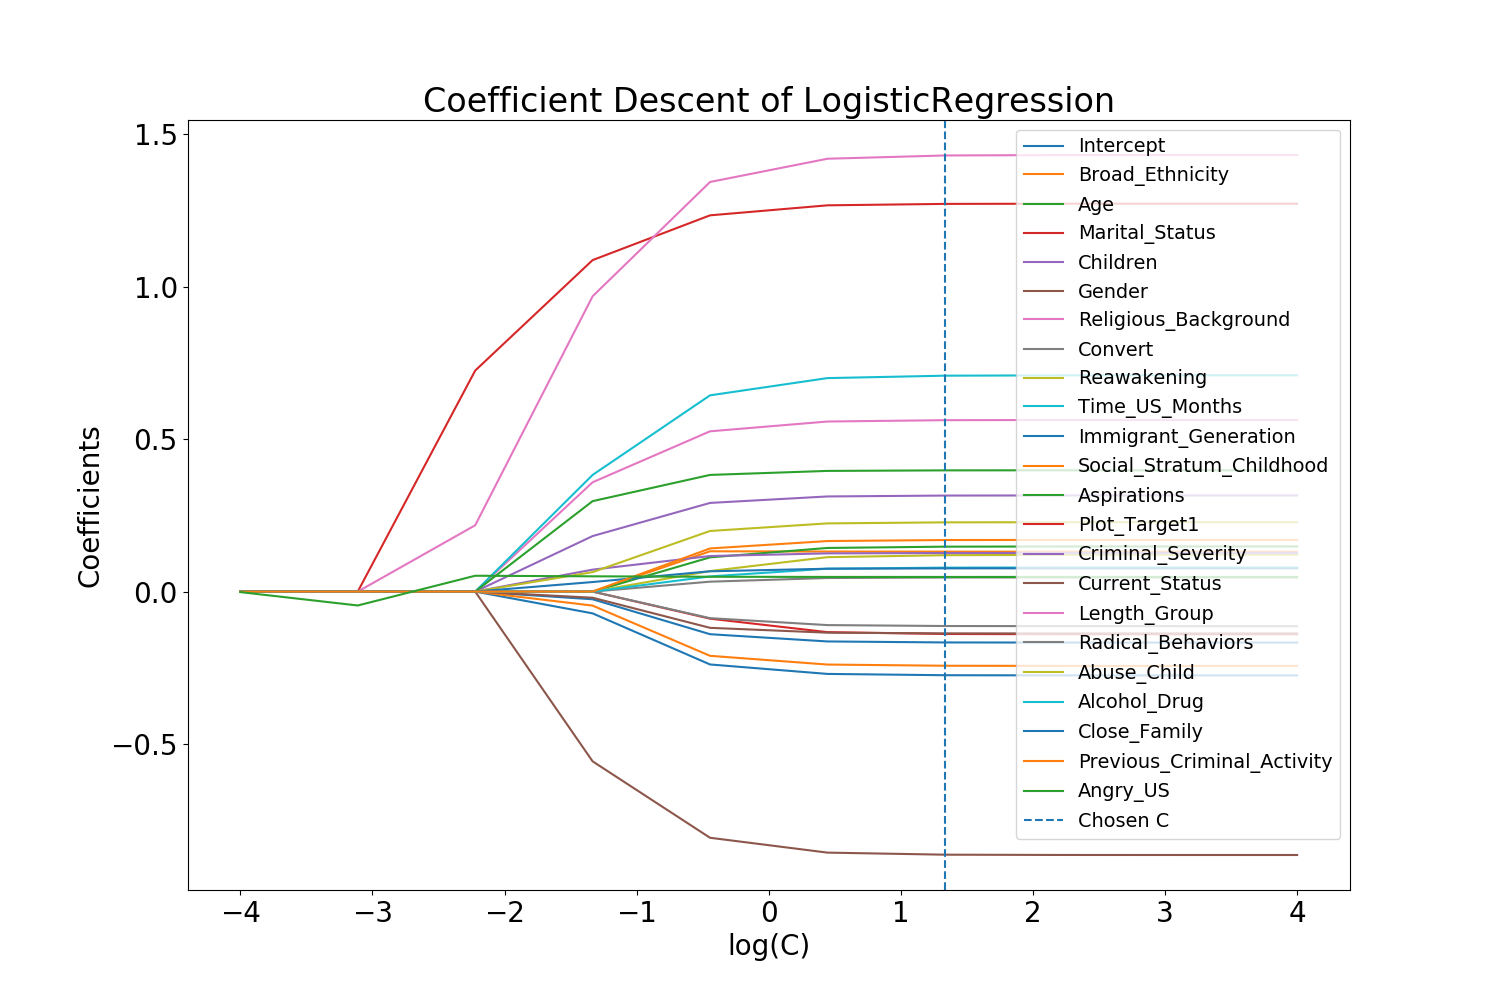 Coefficient Descent of LogisticRegression
1.5
1.0
0.5
0.0
−0.5
Coefficients
−4
−3
−2
−1
0
1
2
3
4
log(C)
Intercept
Broad_Ethnicity
Age
Marital_Status
Children
Gender
Religious_Background
Convert
Reawakening
Time_US_Months
Immigrant_Generation
Social_Stratum_Childhood
Aspirations
Plot_Target1
Criminal_Severity
Current_Status
Length_Group
Radical_Behaviors
Abuse_Child
Alcohol_Drug
Close_Family
Previous_Criminal_Activity
Angry_US
Chosen C